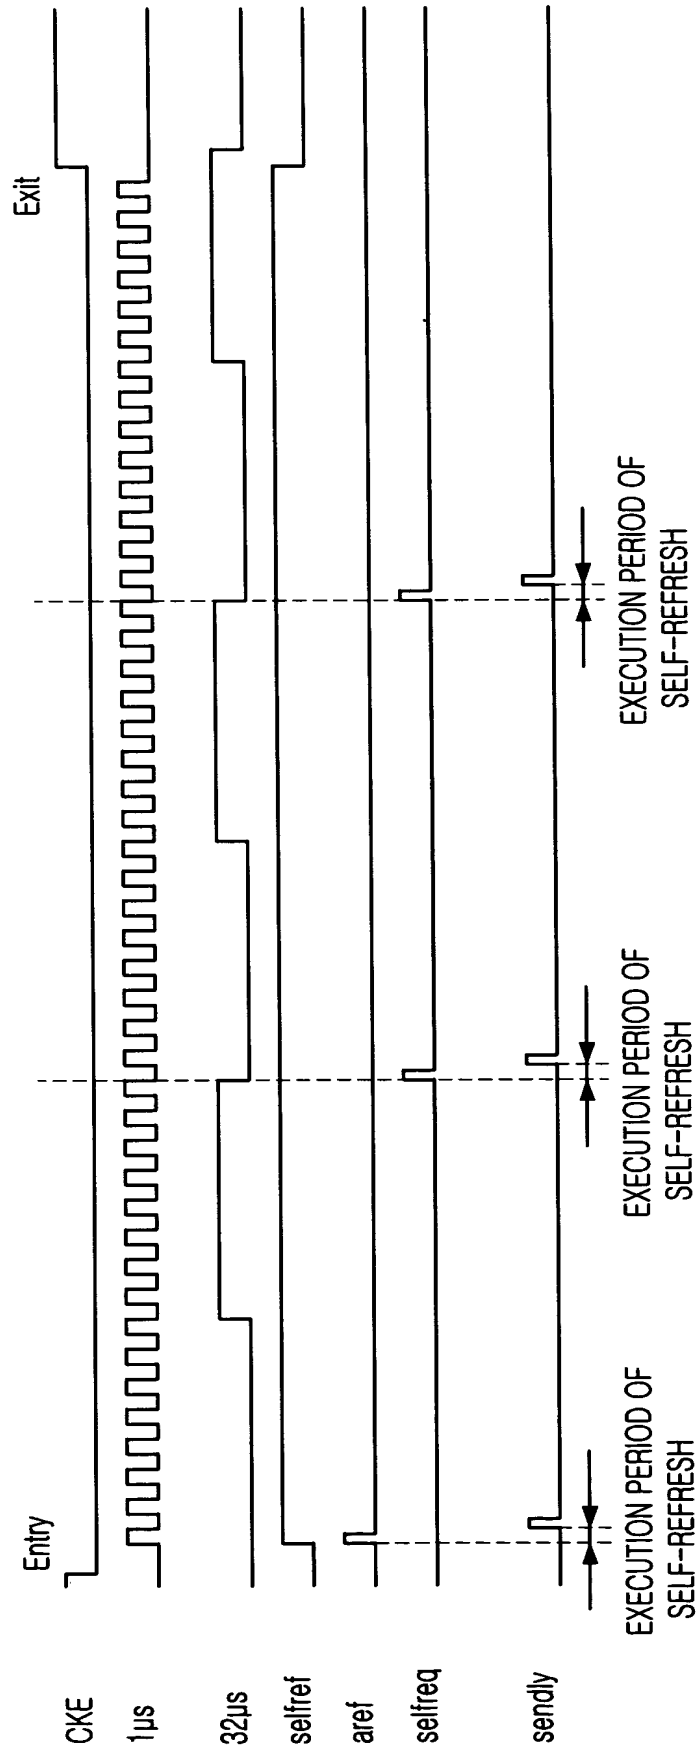 Entry
Exit
CKE
1μs
32μs
selfref
aref
selfreq
sendly
EXECUTION PERIOD OF
SELF-REFRESH
EXECUTION PERIOD OF
SELF-REFRESH
EXECUTION PERIOD OF
SELF-REFRESH